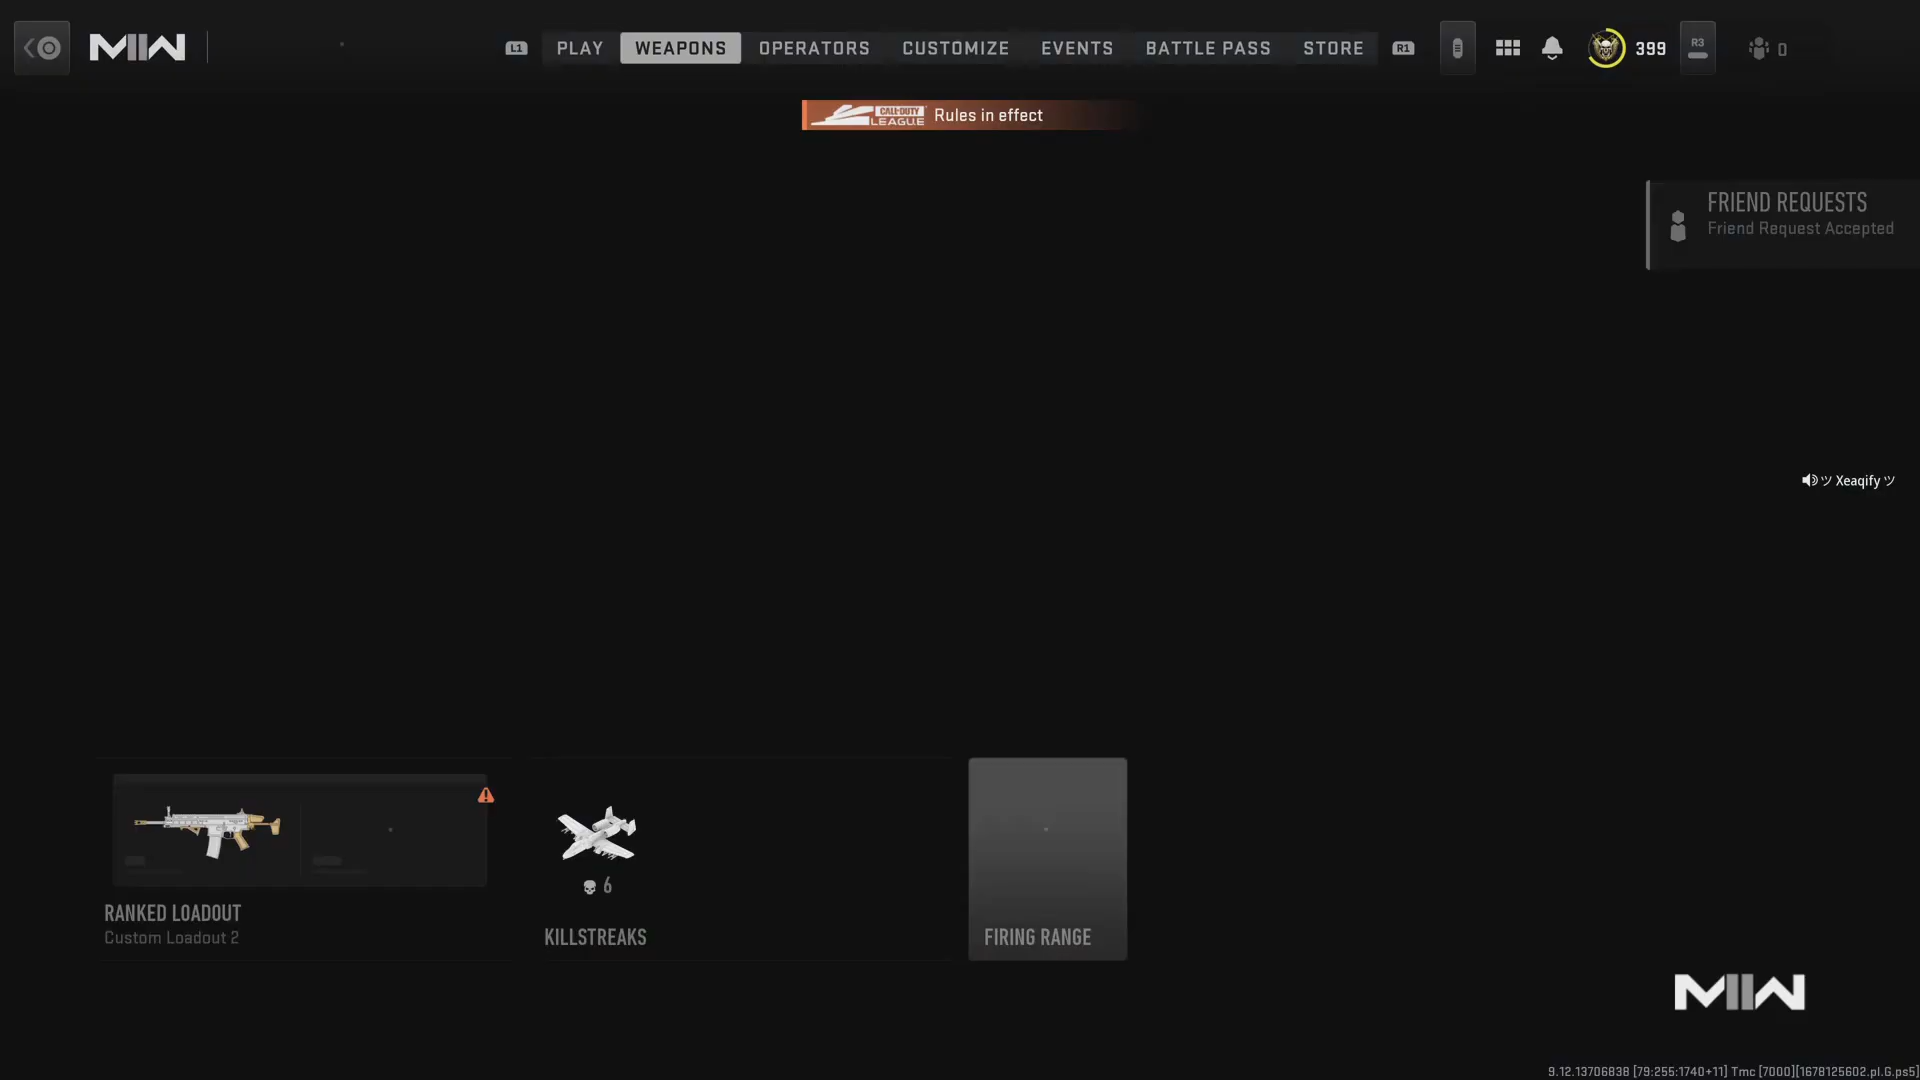 MIIW
L1 PLAY WEAPONS OPERATORS CUSTOMIZE EVENTS BATTLE PASS STORE R1
399
R3
0
CALL OF DUTY
LEAGUE
Rules in effect
FRIEND REQUESTS
Friend Request Accepted
ツ Xeaqify ツ
6
RANKED LOADOUT
Custom Loadout 2
KILLSTREAKS
FIRING RANGE
MIIW
9.12.13706838 [79:255:1740+11] Tmc [7000][1678125602.pl.G.ps5]